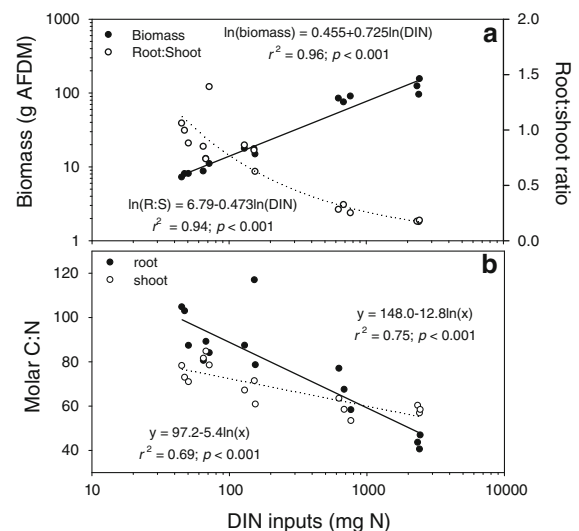 a
Biomass
Root:Shoot
ln(biomass) = 0.455+0.725ln(DIN)
r² = 0.96; p < 0.001
ln(R:S) = 6.79-0.473ln(DIN)
r² = 0.94; p < 0.001
Biomass (g AFDM)
1000
100
10
1
Root:shoot ratio
2.0
1.5
1.0
0.5
0.0
b
root
shoot
y = 148.0-12.8ln(x)
r² = 0.75; p < 0.001
y = 97.2-5.4ln(x)
r² = 0.69; p < 0.001
Molar C:N
120
100
80
60
40
10
100
1000
10000
DIN inputs (mg N)